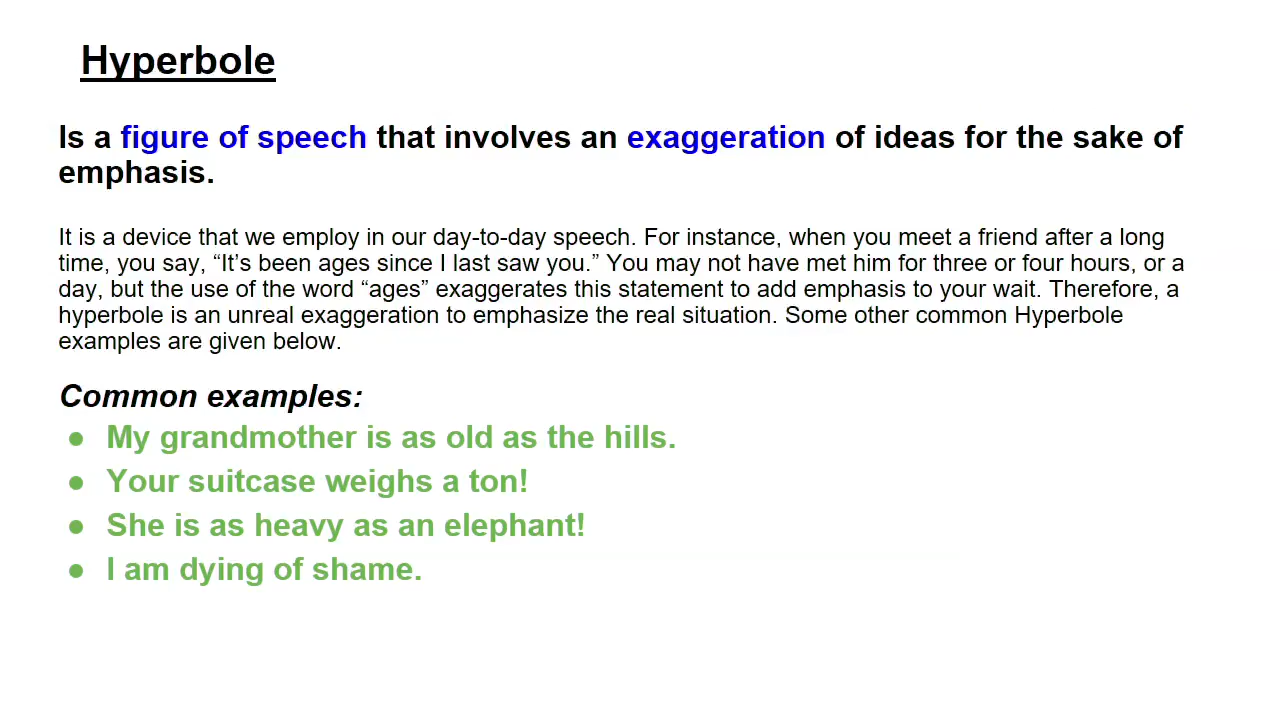 Hyperbole
Is a figure of speech that involves an exaggeration of ideas for the sake of
emphasis.
It is a device that we employ in our day-to-day speech. For instance, when you meet a friend after a long
time, you say, “It’s been ages since I last saw you.” You may not have met him for three or four hours, or a
day, but the use of the word “ages” exaggerates this statement to add emphasis to your wait. Therefore, a
hyperbole is an unreal exaggeration to emphasize the real situation. Some other common Hyperbole
examples are given below.
Common examples:
● My grandmother is as old as the hills.
● Your suitcase weighs a ton!
● She is as heavy as an elephant!
● I am dying of shame.